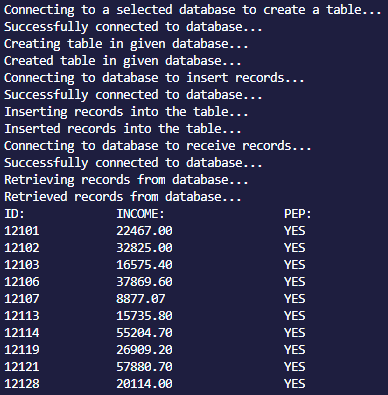 Connecting to a selected database to create a table...
Successfully connected to database...
Creating table in given database...
Created table in given database...
Connecting to database to insert records...
Successfully connected to database...
Inserting records into the table...
Inserted records into the table...
Connecting to database to receive records...
Successfully connected to database...
Retrieving records from database...
Retrieved records from database...
ID: INCOME: PEP:
12101 22467.00 YES
12102 32825.00 YES
12103 16575.40 YES
12106 37869.60 YES
12107 8877.07 YES
12113 15735.80 YES
12114 55204.70 YES
12119 26909.20 YES
12121 57880.70 YES
12128 20114.00 YES